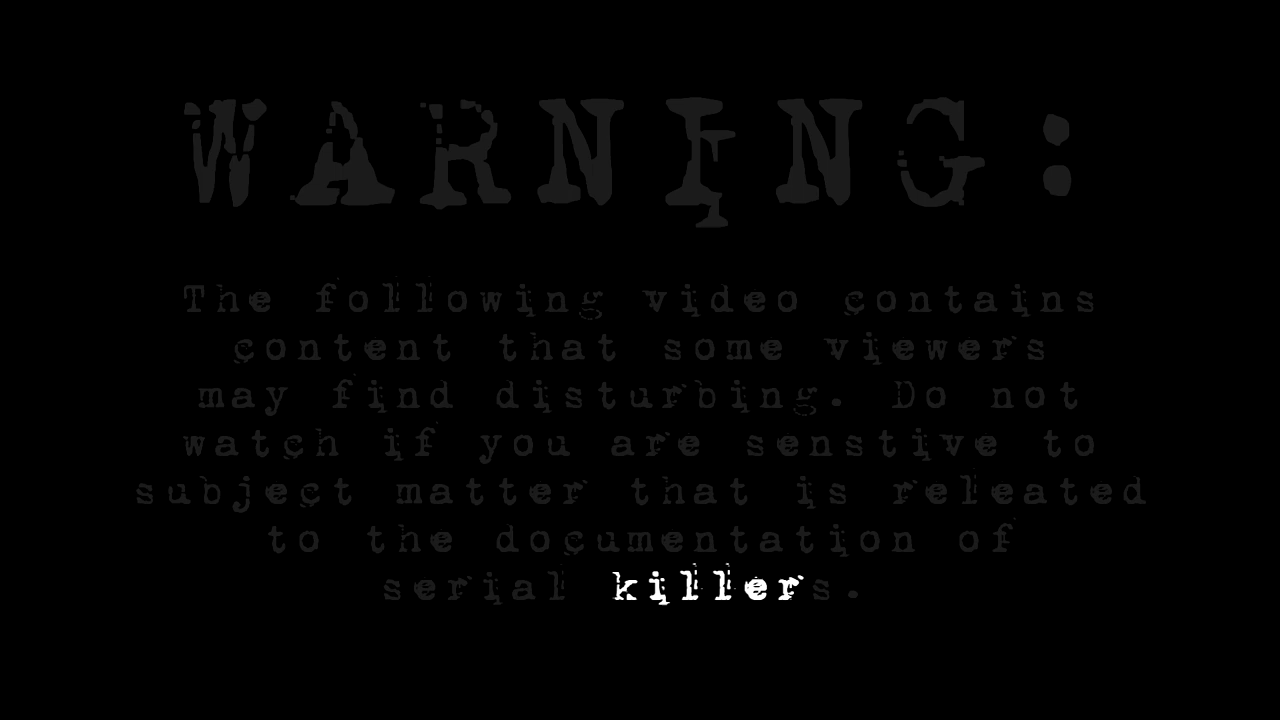 WARNING:
The following video contains
content that some viewers
may find disturbing. Do not
watch if you are senstive to
subject matter that is releated
to the documentation of
serial killers.